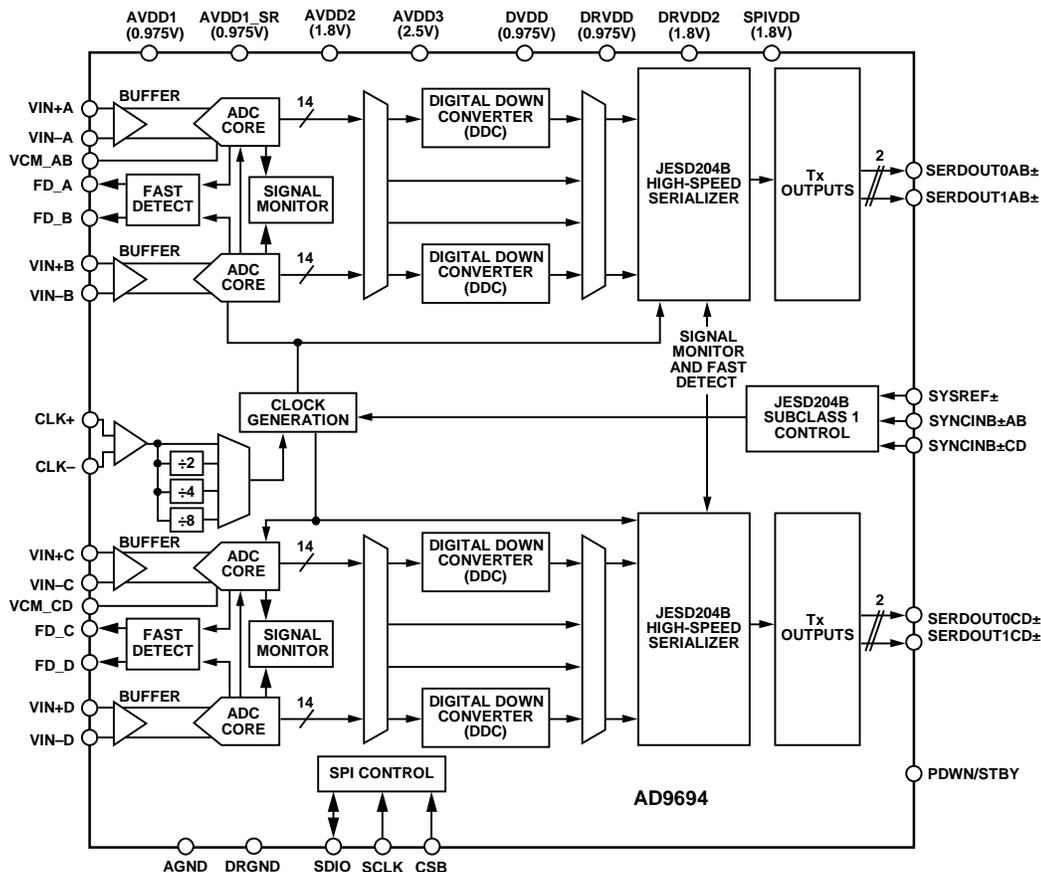 AVDD1
(0.975V)
AVDD1_SR
(0.975V)
AVDD2
(1.8V)
AVDD3
(2.5V)
DVDD
(0.975V)
DRVDD
(0.975V)
DRVDD2
(1.8V)
SPIVDD
(1.8V)
VIN+A
VIN–A
VCM_AB
FD_A
FD_B
VIN+B
VIN–B
BUFFER
ADC
CORE
14
FAST
DETECT
SIGNAL
MONITOR
BUFFER
ADC
CORE
14
DIGITAL DOWN
CONVERTER
(DDC)
DIGITAL DOWN
CONVERTER
(DDC)
JESD204B
HIGH-SPEED
SERIALIZER
Tx
OUTPUTS
2
SERDOUT0AB±
SERDOUT1AB±
SIGNAL
MONITOR
AND FAST
DETECT
CLK+
CLK–
÷2
÷4
÷8
CLOCK
GENERATION
JESD204B
SUBCLASS 1
CONTROL
SYSREF±
SYNCINB±AB
SYNCINB±CD
VIN+C
VIN–C
VCM_CD
FD_C
FD_D
VIN+D
VIN–D
BUFFER
ADC
CORE
14
FAST
DETECT
SIGNAL
MONITOR
BUFFER
ADC
CORE
14
DIGITAL DOWN
CONVERTER
(DDC)
DIGITAL DOWN
CONVERTER
(DDC)
JESD204B
HIGH-SPEED
SERIALIZER
Tx
OUTPUTS
2
SERDOUT0CD±
SERDOUT1CD±
SPI CONTROL
AD9694
PDWN/STBY
AGND
DRGND
SDIO
SCLK
CSB